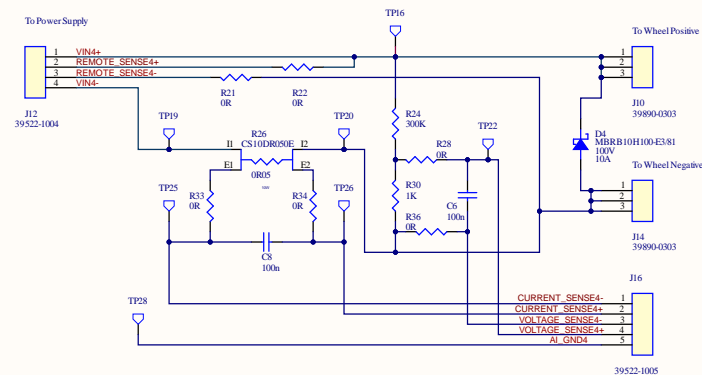 TP16
To Power Supply
To Wheel Positive
1 VIN4+
2 REMOTE_SENSE4+
3 REMOTE_SENSE4-
4 VIN4-
1
2
3
R21
0R
R22
0R
J12
39522-1004
J10
39890-0303
TP19
R26
CS10DR050E
TP20
R24
300K
R28
0R
TP22
D4
MBRB10H100-E3/81
100V
10A
I1
I2
E1
E2
0R05
To Wheel Negative
TP25
R33
0R
R34
0R
TP26
R30
1K
C6
100n
1
2
3
R36
0R
J14
39890-0303
C8
100n
J16
TP28
CURRENT_SENSE4- 1
CURRENT_SENSE4+ 2
VOLTAGE_SENSE4- 3
VOLTAGE_SENSE4+ 4
AI_GND4 5
39522-1005